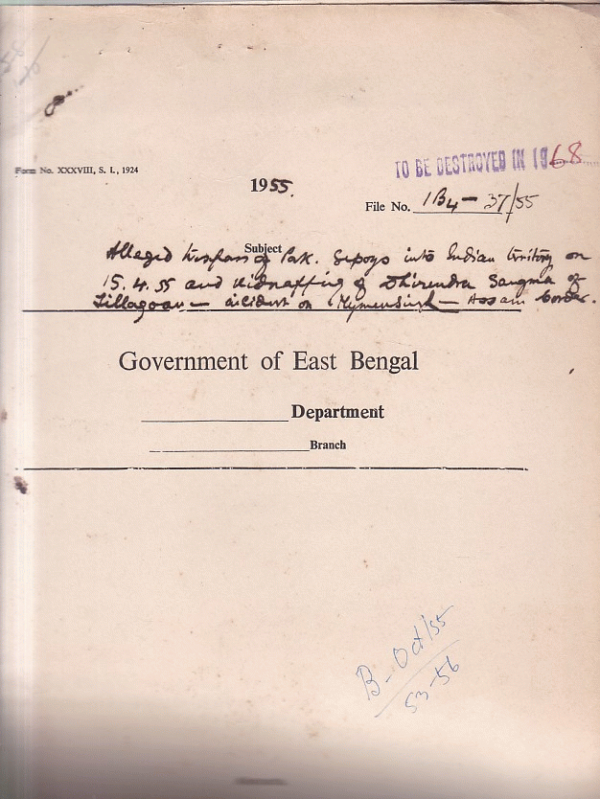 Form No. XXXVIII, S. I., 1924
TO BE DESTROYED IN 1968
1955.
File No. 1B4 - 37/55
Subject
Alleged trespass of Pak. Sepoys into Indian territory on
15.4.55 and kidnapping of Dhirendra Sangma of
Tillagaon — incident on Mymensingh — Assam border.
Government of East Bengal
Department
Branch
B - Oct/55
53-56